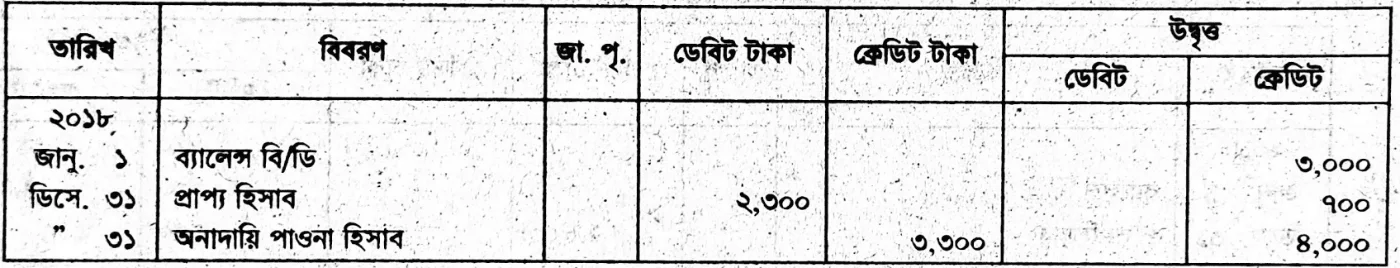 তারিখ বিবরণ জা. পৃ. ডেবিট টাকা ক্রেডিট টাকা উদ্বৃত্ত
ডেবিট ক্রেডিট
২০১৮
জানু. ১ ব্যালেন্স বি/ডি ৩,০০০
ডিসে. ৩১ প্রাপ্য হিসাব ২,৩০০ ৭০০
” ৩১ অনাদায়ি পাওনা হিসাব ৩,৩০০ ৪,০০০